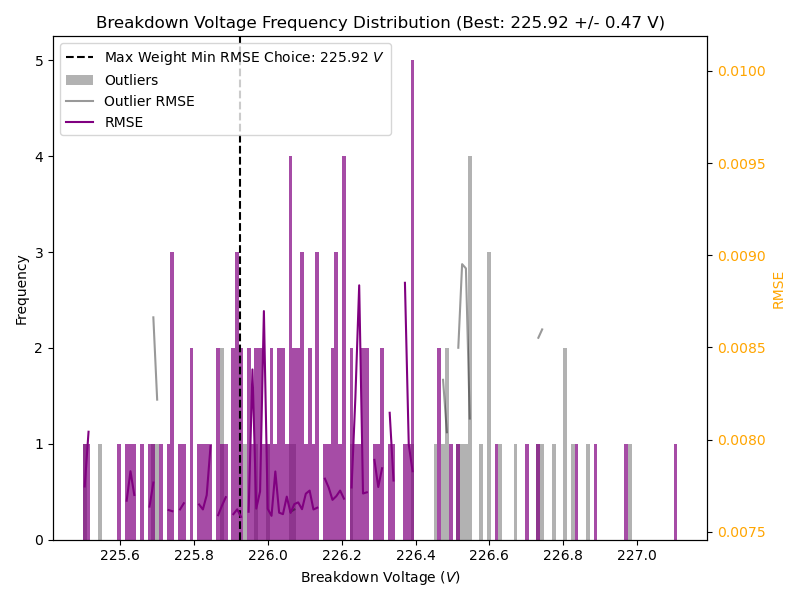 Breakdown Voltage Frequency Distribution (Best: 225.92 +/- 0.47 V)
Max Weight Min RMSE Choice: 225.92 V
Outliers
Outlier RMSE
RMSE
Frequency
5
4
3
2
1
0
0.0100
0.0095
0.0090
0.0085
0.0080
0.0075
RMSE
225.6 225.8 226.0 226.2 226.4 226.6 226.8 227.0
Breakdown Voltage (V)